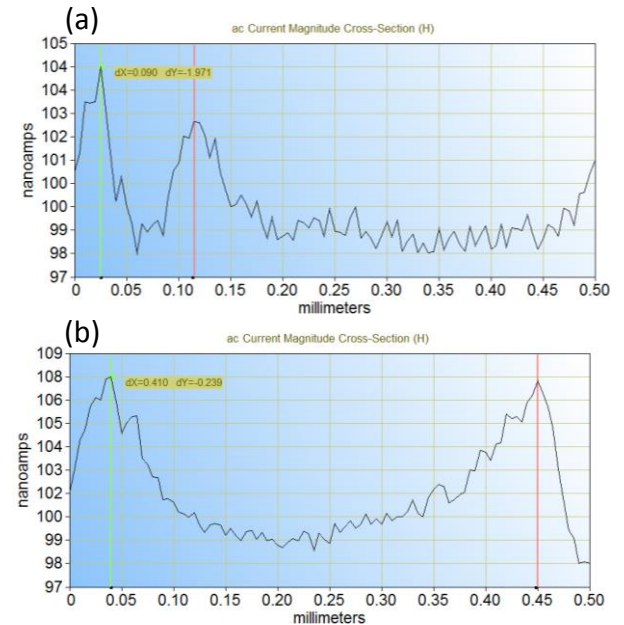 (a)
ac Current Magnitude Cross-Section (H)
105
104
dX=0.090 dY=-1.971
104
103
102
101
100
99
98
97
nanoamps
0 0.05 0.10 0.15 0.20 0.25 0.30 0.35 0.40 0.45 0.50
millimeters
(b)
ac Current Magnitude Cross-Section (H)
109
108
dX=0.410 dY=-0.239
106
105
104
103
102
100
99
98
97
nanoamps
0 0.05 0.10 0.15 0.20 0.25 0.30 0.35 0.40 0.45 0.50
millimeters